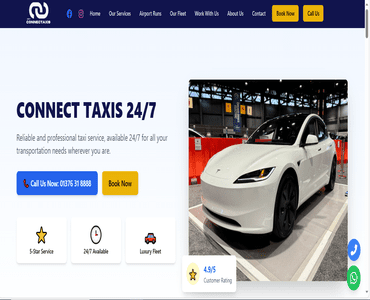 CONNECTAXIS
Home Our Services Airport Runs Our Fleet Work With Us About Us Contact Book Now Call Us
CONNECT TAXIS 24/7
Reliable and professional taxi service, available 24/7 for all your
transportation needs wherever you are.
Call Us Now: 01376 31 8888 Book Now
5-Star Service 24/7 Available Luxury Fleet
4.9/5
Customer Rating